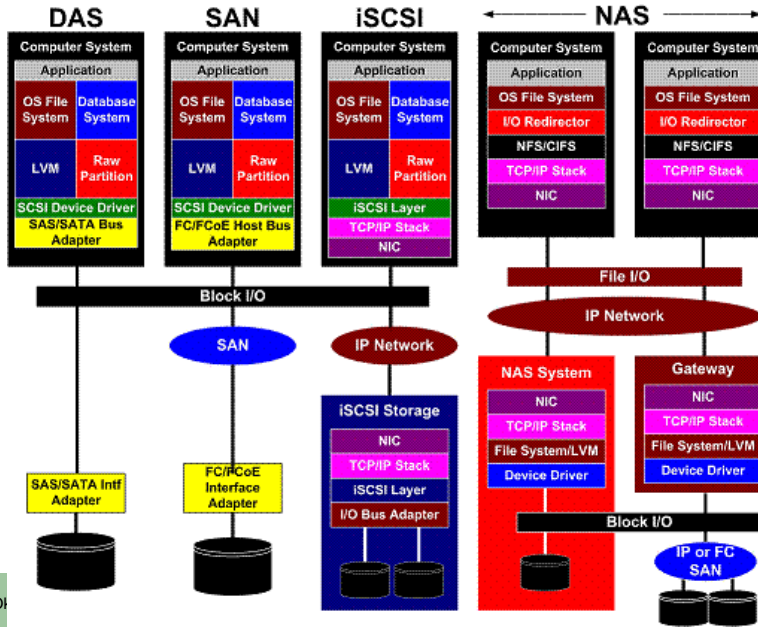 DAS
SAN
iSCSI
NAS
Computer System
Application
OS File
System
Database
System
LVM
Raw
Partition
SCSI Device Driver
SAS/SATA Bus
Adapter
Computer System
Application
OS File
System
Database
System
LVM
Raw
Partition
SCSI Device Driver
FC/FCoE Host Bus
Adapter
Computer System
Application
OS File
System
Database
System
LVM
Raw
Partition
iSCSI Layer
TCP/IP Stack
NIC
Computer System
Application
OS File System
I/O Redirector
NFS/CIFS
TCP/IP Stack
NIC
Computer System
Application
OS File System
I/O Redirector
NFS/CIFS
TCP/IP Stack
NIC
Block I/O
File I/O
SAN
IP Network
IP Network
SAS/SATA Intf
Adapter
FC/FCoE
Interface
Adapter
iSCSI Storage
NIC
TCP/IP Stack
iSCSI Layer
I/O Bus Adapter
NAS System
NIC
TCP/IP Stack
File System/LVM
Device Driver
Gateway
NIC
TCP/IP Stack
File System/LVM
Device Driver
Block I/O
IP or FC
SAN